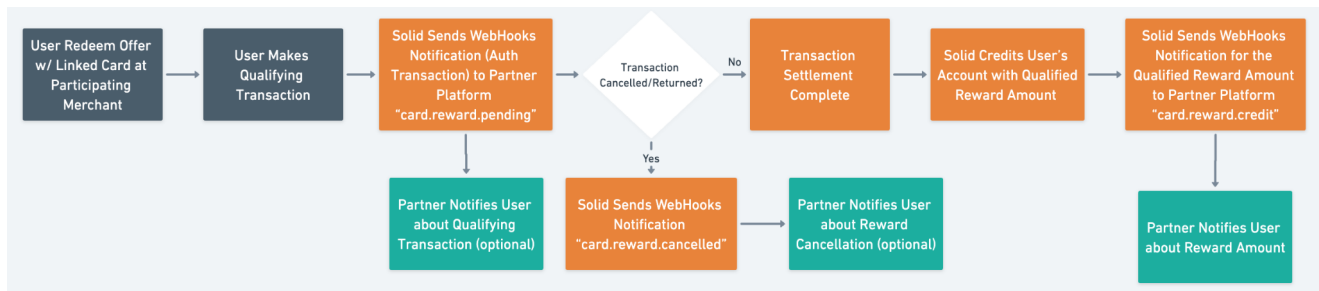 User Redeem Offer
w/ Linked Card at
Participating
Merchant
User Makes
Qualifying
Transaction
Solid Sends WebHooks
Notification (Auth
Transaction) to Partner
Platform
“card.reward.pending”
Transaction
Cancelled/Returned?
No
Transaction
Settlement
Complete
Solid Credits User's
Account with Qualified
Reward Amount
Solid Sends WebHooks
Notification for the
Qualified Reward Amount
to Partner Platform
“card.reward.credit”
Yes
Partner Notifies User
about Qualifying
Transaction (optional)
Solid Sends WebHooks
Notification
“card.reward.cancelled”
Partner Notifies User
about Reward
Cancellation (optional)
Partner Notifies User
about Reward Amount